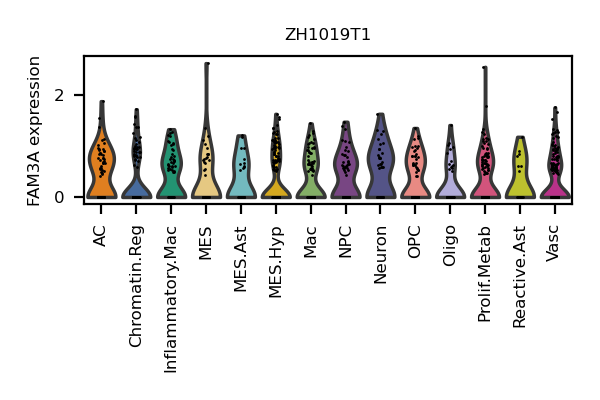 ZH1019T1
FAM3A expression
2
0
AC
Chromatin.Reg
Inflammatory.Mac
MES
MES.Ast
MES.Hyp
Mac
NPC
Neuron
OPC
Oligo
Prolif.Metab
Reactive.Ast
Vasc